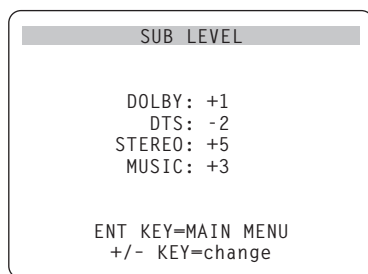 SUB LEVEL
DOLBY: +1
DTS: -2
STEREO: +5
MUSIC: +3
ENT KEY=MAIN MENU
+/- KEY=change